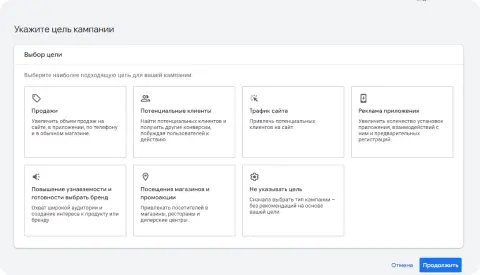 Укажите цель кампании
Выбор цели
Выберите наиболее подходящую цель для вашей кампании
Продажи
Увеличить объем продаж на
сайте, в приложении, по телефону
и в обычном магазине.
Потенциальные клиенты
Найти потенциальных клиентов и
получить другие конверсии,
побуждая пользователей к
действию.
Трафик сайта
Привлечь потенциальных
клиентов на сайт.
Реклама приложения
Увеличить количество установок
приложения, взаимодействий с
ним и предварительных
регистраций.
Повышение узнаваемости и
готовности выбрать бренд
Охват широкой аудитории и
создание интереса к продукту или
бренду
Посещения магазинов и
промоакции
Привлекать посетителей в
магазины, рестораны и
дилерские центры.
Не указывать цель
Сначала выбрать тип кампании –
без рекомендаций на основе
вашей цели
Отмена
Продолжить